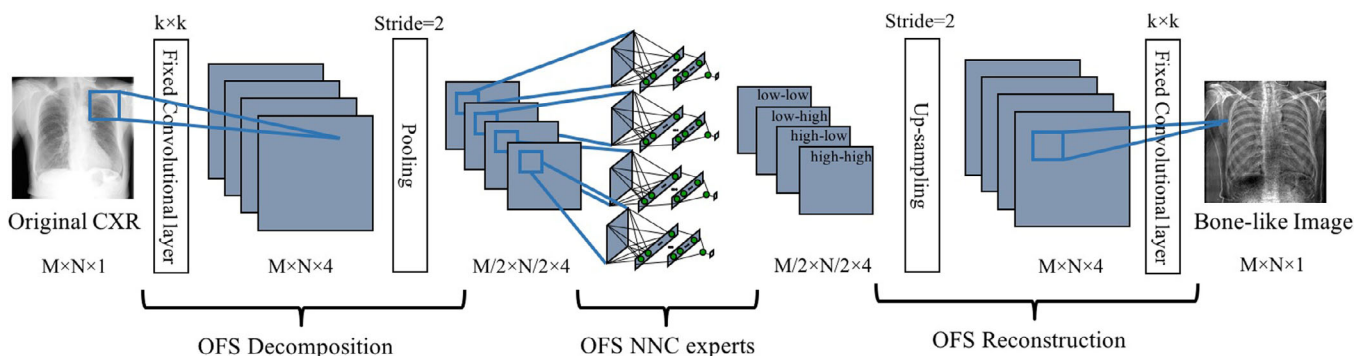 k×k
Stride=2
Stride=2
k×k
Fixed Convolutional layer
Pooling
low-low
low-high
high-low
high-high
Up-sampling
Fixed Convolutional layer
Original CXR
Bone-like Image
M×N×1
M×N×4
M/2×N/2×4
M/2×N/2×4
M×N×4
M×N×1
OFS Decomposition
OFS NNC experts
OFS Reconstruction